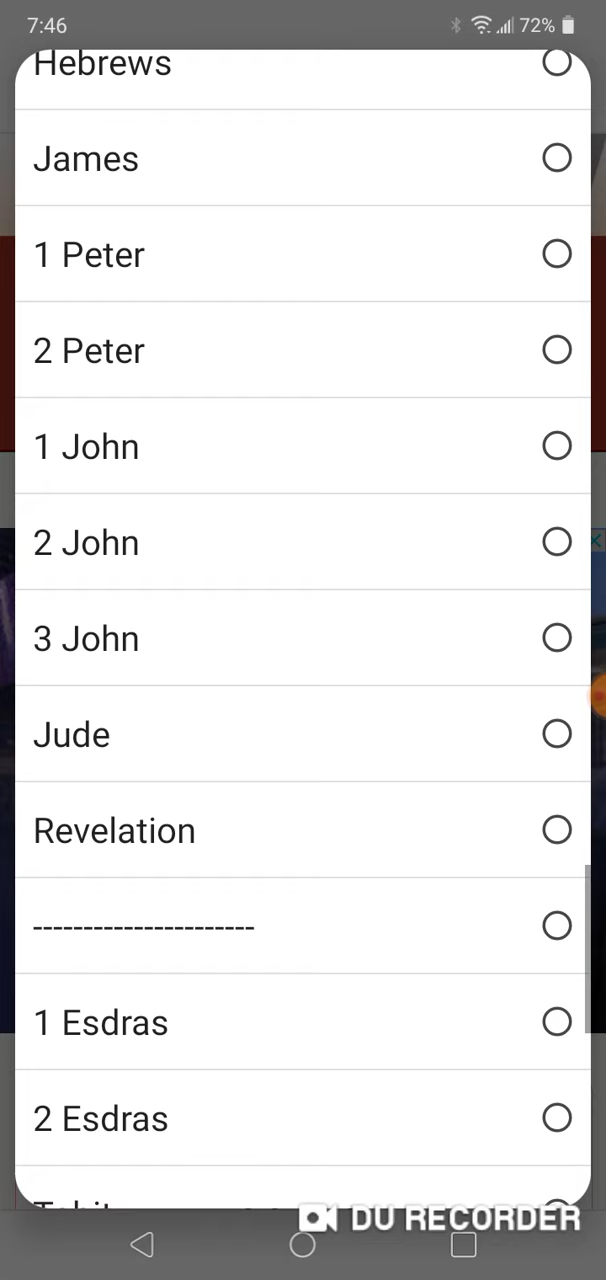 7:46
72%
Hebrews
James
1 Peter
2 Peter
1 John
2 John
3 John
Jude
Revelation
----------------------
1 Esdras
2 Esdras
Tobit
DU RECORDER